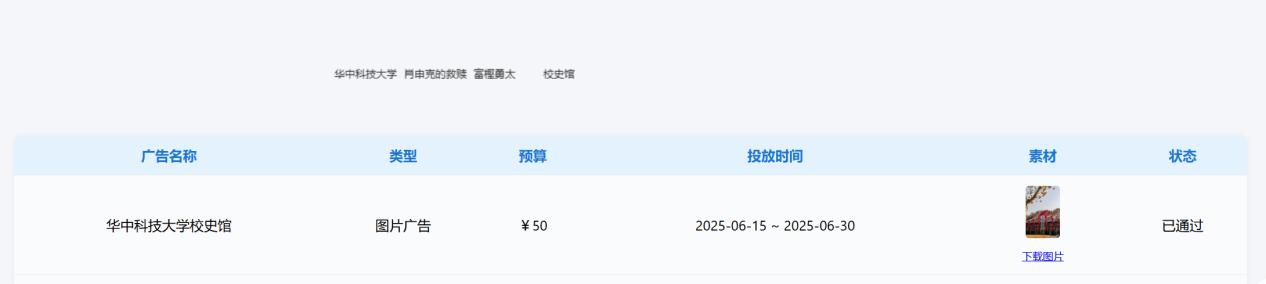 华中科技大学 肖申克的救赎 富樫勇太 校史馆
广告名称 类型 预算 投放时间 素材 状态
华中科技大学校史馆 图片广告 ￥50 2025-06-15 ~ 2025-06-30 已通过
下载图片